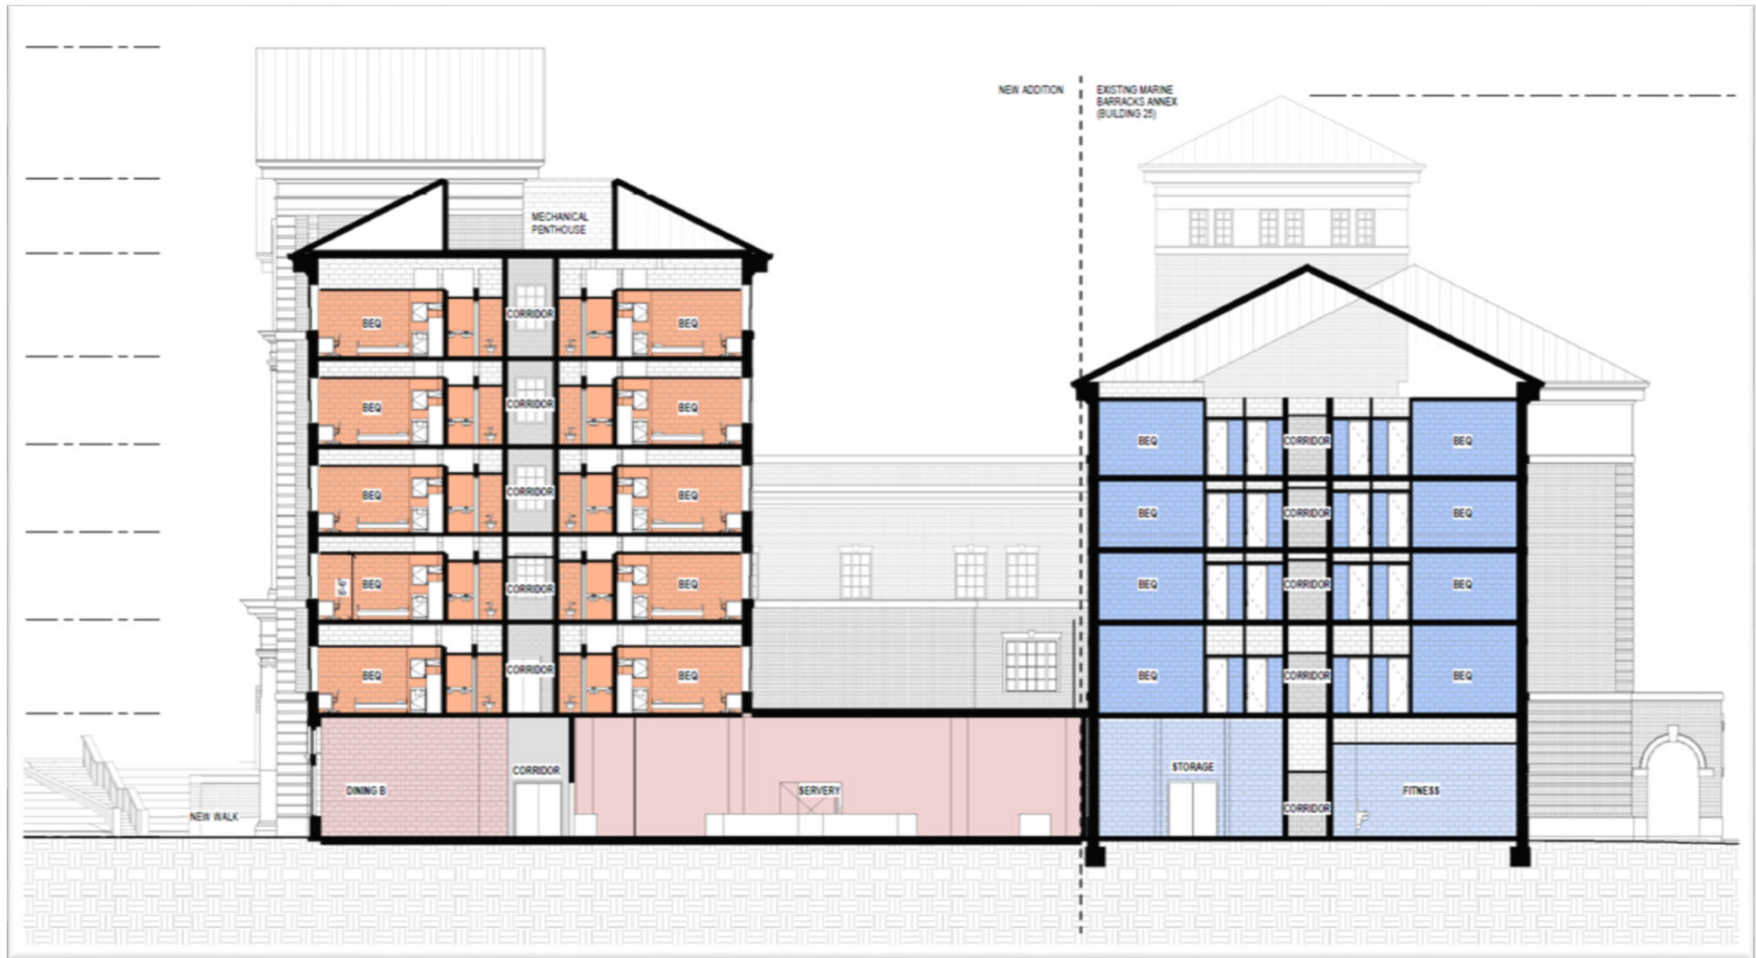 NEW ADDITION
EXISTING MARINE
BARRACKS ANNEX
(BUILDING 25)
MECHANICAL
PENTHOUSE
BEQ
CORRIDOR
BEQ
BEQ
CORRIDOR
BEQ
BEQ
CORRIDOR
BEQ
BEQ
CORRIDOR
BEQ
8'-6"
BEQ
CORRIDOR
BEQ
BEQ
CORRIDOR
BEQ
BEQ
CORRIDOR
BEQ
BEQ
CORRIDOR
BEQ
BEQ
CORRIDOR
BEQ
NEW WALK
DINING B
CORRIDOR
SERVERY
STORAGE
CORRIDOR
FITNESS